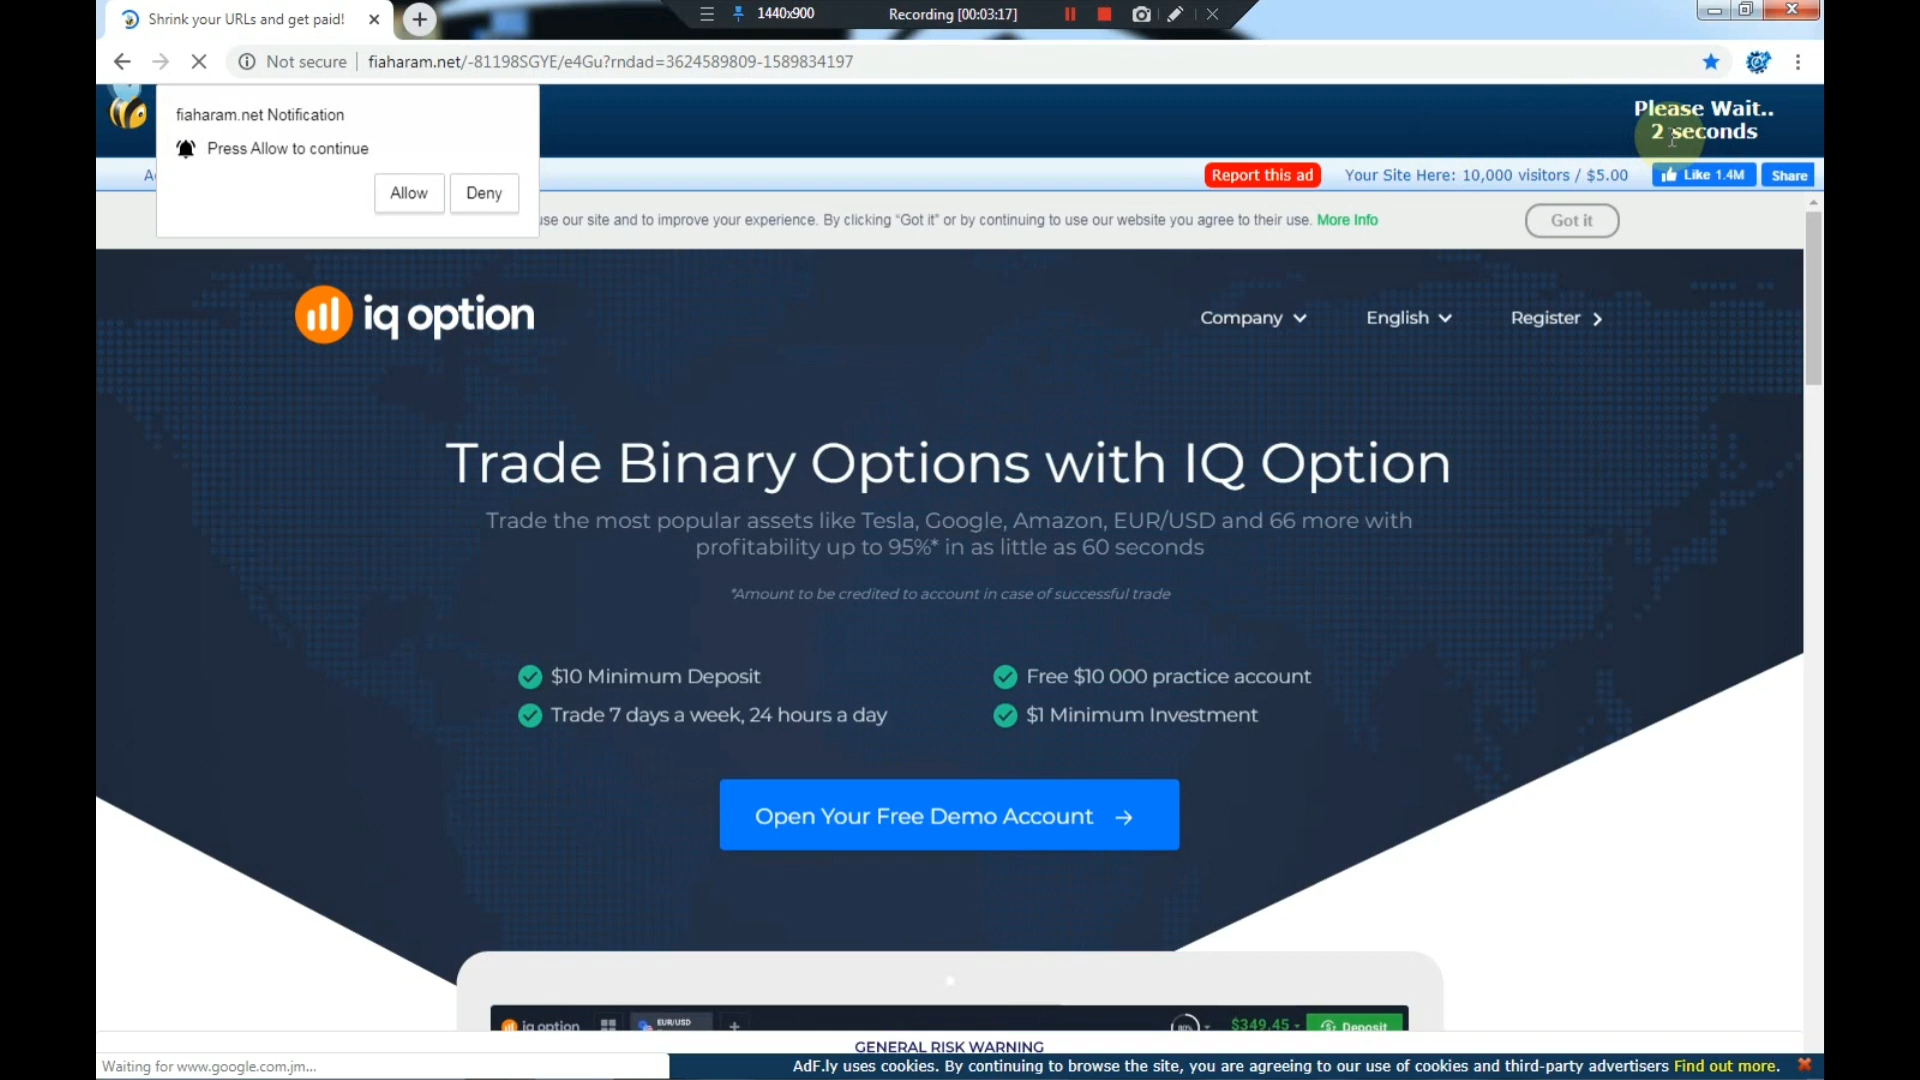 Shrink your URLs and get paid!
1440x900
Recording [00:03:17]
Not secure
fiaharam.net/-81198SGYE/e4Gu?rndad=3624589809-1589834197
fiaharam.net Notification
Press Allow to continue
Allow
Deny
Please Wait..
2 seconds
Report this ad
Your Site Here: 10,000 visitors / $5.00
Like 1.4M
Share
use our site and to improve your experience. By clicking “Got it” or by continuing to use our website you agree to their use. More Info
Got it
iq option
Company
English
Register
Trade Binary Options with IQ Option
Trade the most popular assets like Tesla, Google, Amazon, EUR/USD and 66 more with
profitability up to 95%* in as little as 60 seconds
*Amount to be credited to account in case of successful trade
$10 Minimum Deposit
Free $10 000 practice account
Trade 7 days a week, 24 hours a day
$1 Minimum Investment
Open Your Free Demo Account
iq option
EUR/USD
80%
$349.45
Deposit
GENERAL RISK WARNING
Waiting for www.google.com.jm...
AdF.ly uses cookies. By continuing to browse the site, you are agreeing to our use of cookies and third-party advertisers Find out more.